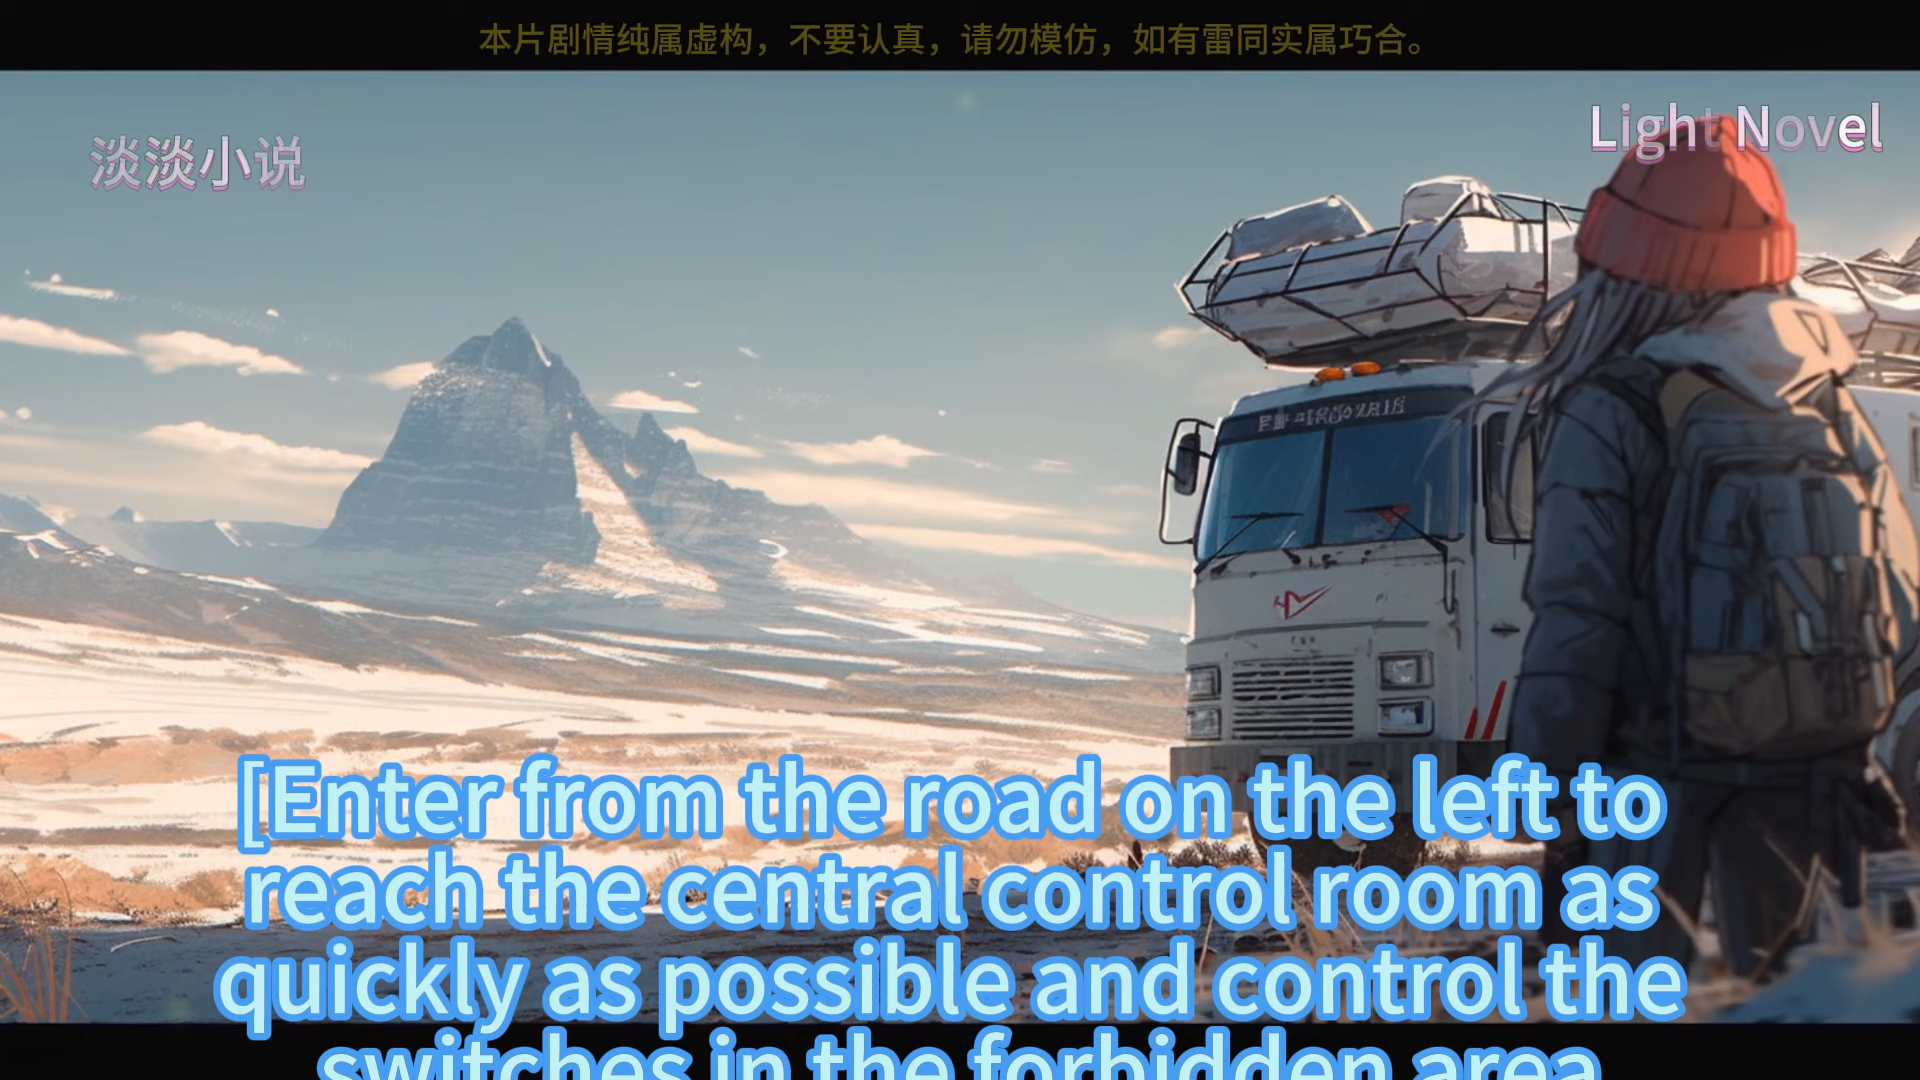 本片剧情纯属虚构，不要认真，请勿模仿，如有雷同实属巧合。
淡淡小说
Light Novel
[Enter from the road on the left to
reach the central control room as
quickly as possible and control the
switches in the forbidden area